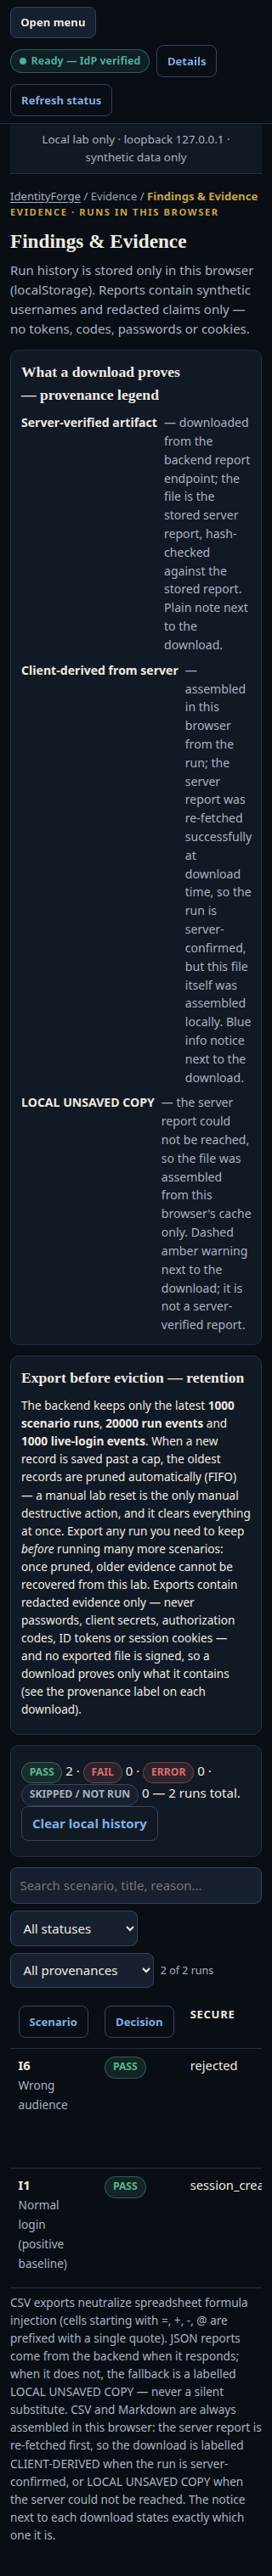 Open menu
Ready — IdP verified
Details
Refresh status
Local lab only · loopback 127.0.0.1 ·
synthetic data only
IdentityForge / Evidence / Findings & Evidence
EVIDENCE · RUNS IN THIS BROWSER
Findings & Evidence
Run history is stored only in this browser
(localStorage). Reports contain synthetic
usernames and redacted claims only —
no tokens, codes, passwords or cookies.
What a download proves
— provenance legend
Server-verified artifact — downloaded
from the
backend report
endpoint; the
file is the
stored server
report, hash-
checked
against the
stored report.
Plain note next
to the
download.
Client-derived from server —
assembled
in this
browser
from the
run; the
server
report was
re-fetched
successfully
at
download
time, so the
run is
server-
confirmed,
but this file
itself was
assembled
locally. Blue
info notice
next to the
download.
LOCAL UNSAVED COPY — the server
report could
not be reached,
so the file was
assembled
from this
browser's cache
only. Dashed
amber warning
next to the
download; it is
not a server-
verified report.
Export before eviction — retention
The backend keeps only the latest 1000
scenario runs, 20000 run events and
1000 live-login events. When a new
record is saved past a cap, the oldest
records are pruned automatically (FIFO)
— a manual lab reset is the only manual
destructive action, and it clears everything
at once. Export any run you need to keep
before running many more scenarios:
once pruned, older evidence cannot be
recovered from this lab. Exports contain
redacted evidence only — never
passwords, client secrets, authorization
codes, ID tokens or session cookies —
and no exported file is signed, so a
download proves only what it contains
(see the provenance label on each
download).
PASS 2 · FAIL 0 · ERROR 0 ·
SKIPPED / NOT RUN 0 — 2 runs total.
Clear local history
Search scenario, title, reason...
All statuses
All provenances 2 of 2 runs
Scenario Decision SECURE
I6 PASS rejected
Wrong
audience
I1 PASS session_crea
Normal
login
(positive
baseline)
CSV exports neutralize spreadsheet formula
injection (cells starting with =, +, -, @ are
prefixed with a single quote). JSON reports
come from the backend when it responds;
when it does not, the fallback is a labelled
LOCAL UNSAVED COPY — never a silent
substitute. CSV and Markdown are always
assembled in this browser: the server report is
re-fetched first, so the download is labelled
CLIENT-DERIVED when the run is server-
confirmed, or LOCAL UNSAVED COPY when
the server could not be reached. The notice
next to each download states exactly which
one it is.